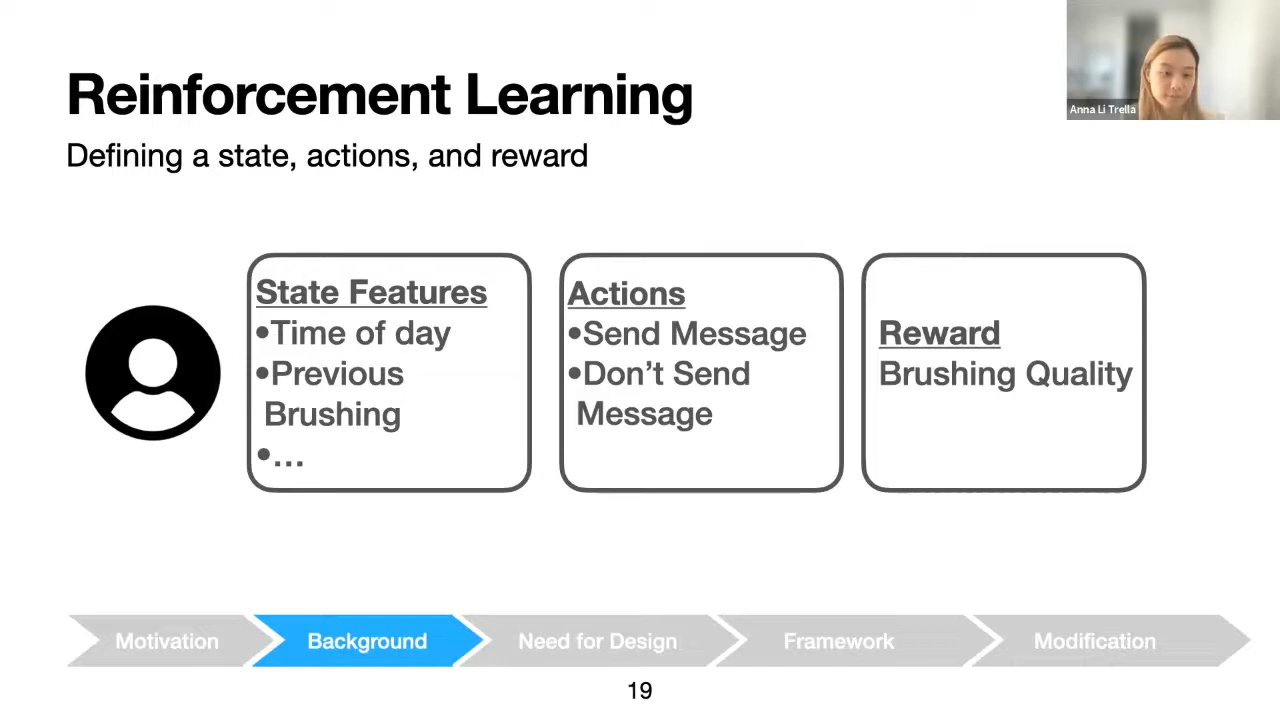 Reinforcement Learning
Defining a state, actions, and reward
Anna Li Trella
State Features
•Time of day
•Previous
Brushing
•...
Actions
•Send Message
•Don’t Send
Message
Reward
Brushing Quality
Motivation
Background
Need for Design
Framework
Modification
19